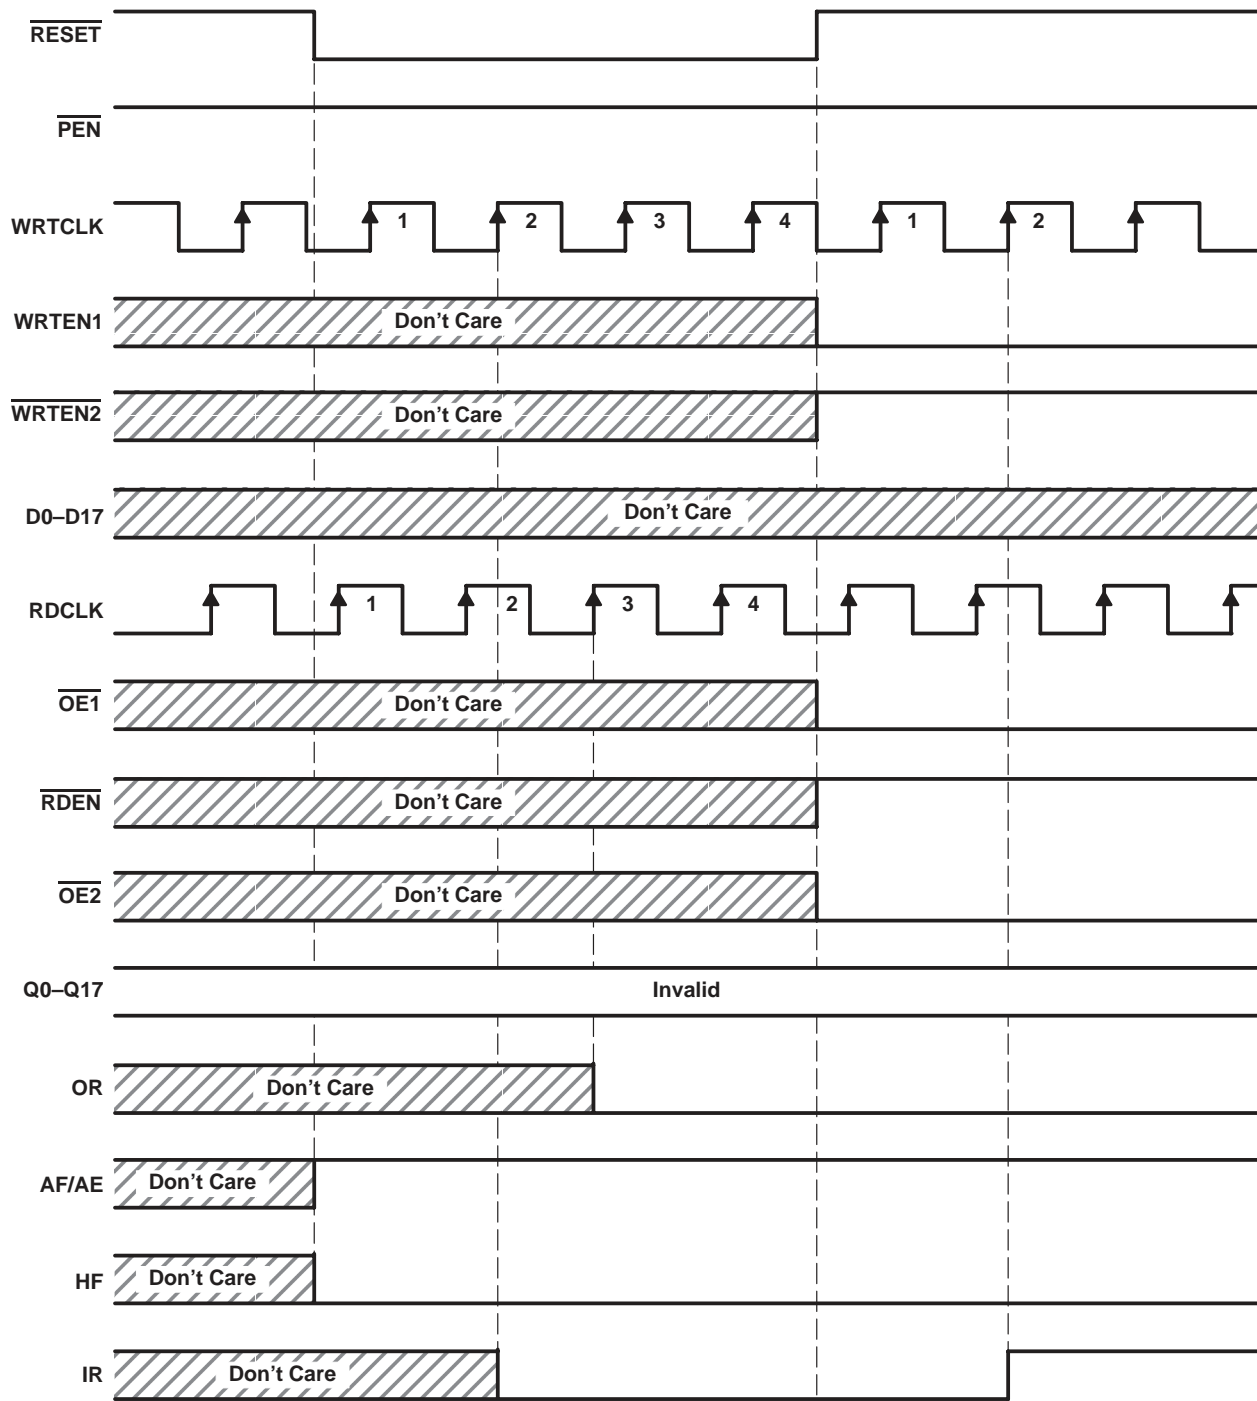 RESET
PEN
WRTCLK 1 2 3 4 1 2
WRTEN1 Don't Care
WRTEN2 Don't Care
D0–D17 Don't Care
RDCLK 1 2 3 4
OE1 Don't Care
RDEN Don't Care
OE2 Don't Care
Q0–Q17 Invalid
OR Don't Care
AF/AE Don't Care
HF Don't Care
IR Don't Care